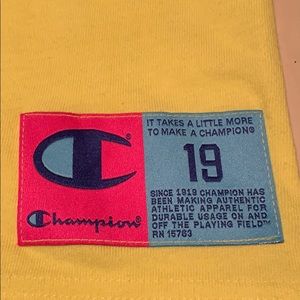 IT TAKES A LITTLE MORE
TO MAKE A CHAMPION®
19
SINCE 1919 CHAMPION HAS
BEEN MAKING AUTHENTIC
ATHLETIC APPAREL FOR
DURABLE USAGE ON AND
OFF THE PLAYING FIELD™
RN 15763
Champion